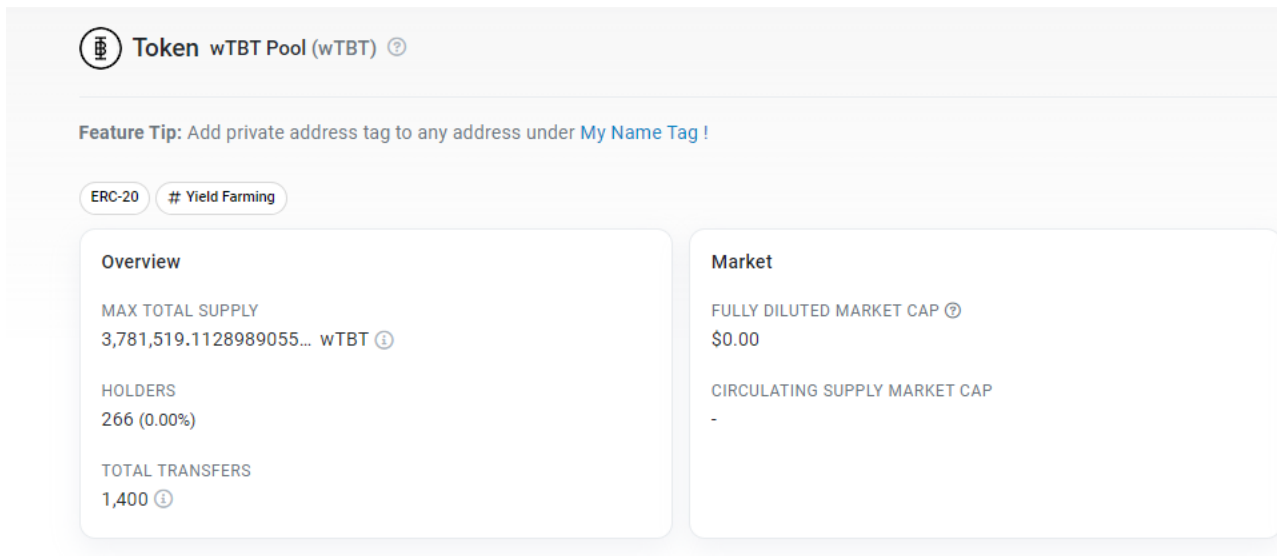 Token wTBT Pool (wTBT)
Feature Tip: Add private address tag to any address under My Name Tag !
ERC-20 # Yield Farming
Overview
MAX TOTAL SUPPLY
3,781,519.1128989055... wTBT
HOLDERS
266 (0.00%)
TOTAL TRANSFERS
1,400
Market
FULLY DILUTED MARKET CAP
$0.00
CIRCULATING SUPPLY MARKET CAP
-